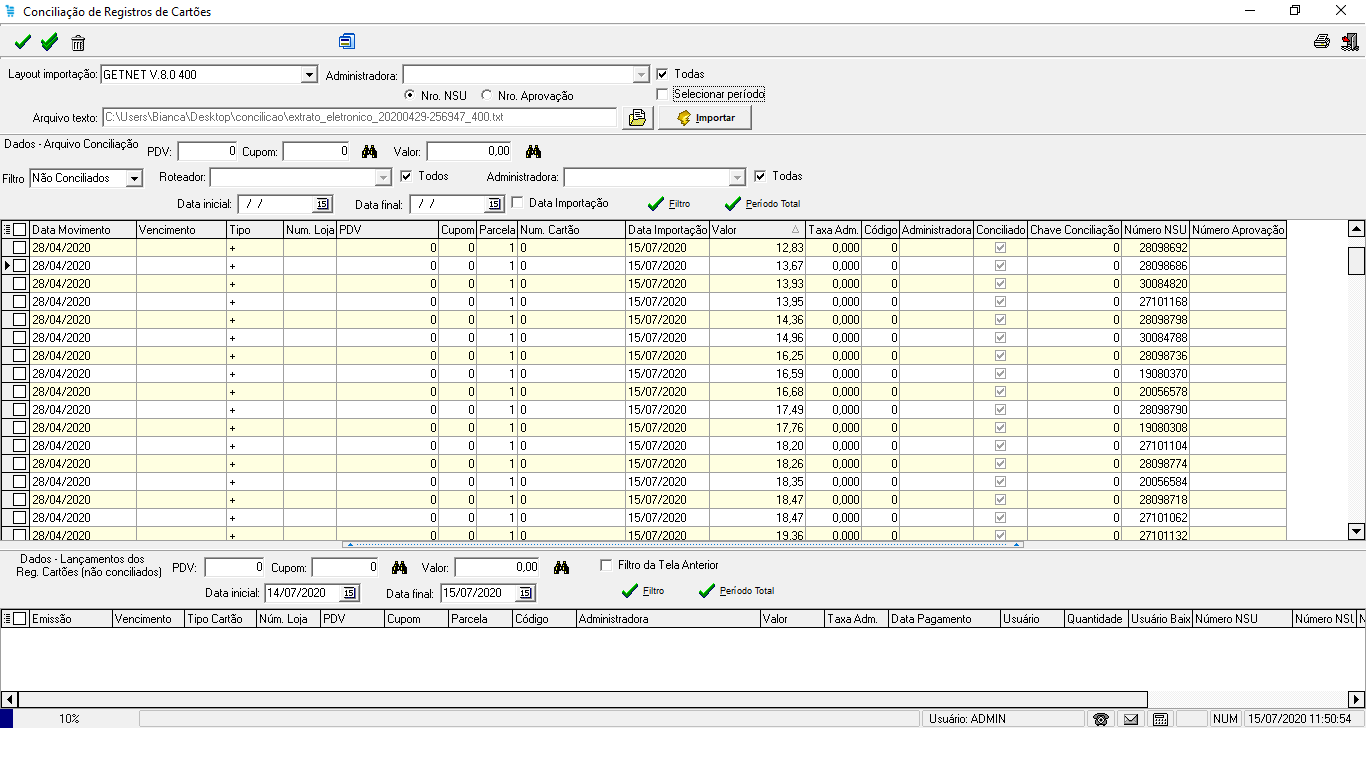 Conciliação de Registros de Cartões
Layout importação: GETNET V.8.0 400 Administradora: Todas
Nro. NSU Nro. Aprovação Selecionar período
Arquivo texto: C:\Users\Bianca\Desktop\concilicao\extrato_eletronico_20200429-256947_400.txt Importar
Dados - Arquivo Conciliação PDV: 0 Cupom: 0 Valor: 0,00
Filtro Não Conciliados Roteador: Todos Administradora: Todas
Data inicial: / / 15 Data final: / / 15 Data Importação Filtro Período Total
Data Movimento Vencimento Tipo Num. Loja PDV Cupom Parcela Num. Cartão Data Importação Valor Taxa Adm. Código Administradora Conciliado Chave Conciliação Número NSU Número Aprovação
28/04/2020 + 0 0 1 0 15/07/2020 12,83 0,000 0 0 28098692
28/04/2020 + 0 0 1 0 15/07/2020 13,67 0,000 0 0 28098686
28/04/2020 + 0 0 1 0 15/07/2020 13,93 0,000 0 0 30084820
28/04/2020 + 0 0 1 0 15/07/2020 13,95 0,000 0 0 27101168
28/04/2020 + 0 0 1 0 15/07/2020 14,36 0,000 0 0 28098798
28/04/2020 + 0 0 1 0 15/07/2020 14,96 0,000 0 0 30084788
28/04/2020 + 0 0 1 0 15/07/2020 16,25 0,000 0 0 28098736
28/04/2020 + 0 0 1 0 15/07/2020 16,59 0,000 0 0 19080370
28/04/2020 + 0 0 1 0 15/07/2020 16,68 0,000 0 0 20056578
28/04/2020 + 0 0 1 0 15/07/2020 17,49 0,000 0 0 28098790
28/04/2020 + 0 0 1 0 15/07/2020 17,76 0,000 0 0 19080308
28/04/2020 + 0 0 1 0 15/07/2020 18,20 0,000 0 0 27101104
28/04/2020 + 0 0 1 0 15/07/2020 18,26 0,000 0 0 28098774
28/04/2020 + 0 0 1 0 15/07/2020 18,35 0,000 0 0 20056584
28/04/2020 + 0 0 1 0 15/07/2020 18,47 0,000 0 0 28098718
28/04/2020 + 0 0 1 0 15/07/2020 18,47 0,000 0 0 27101062
28/04/2020 + 0 0 1 0 15/07/2020 19,36 0,000 0 0 27101132
Dados - Lançamentos dos
Reg. Cartões (não conciliados) PDV: 0 Cupom: 0 Valor: 0,00 Filtro da Tela Anterior
Data inicial: 14/07/2020 15 Data final: 15/07/2020 15 Filtro Período Total
Emissão Vencimento Tipo Cartão Núm. Loja PDV Cupom Parcela Código Administradora Valor Taxa Adm. Data Pagamento Usuário Quantidade Usuário Baix Número NSU Número NSU N
10% Usuário: ADMIN NUM 15/07/2020 11:50:54